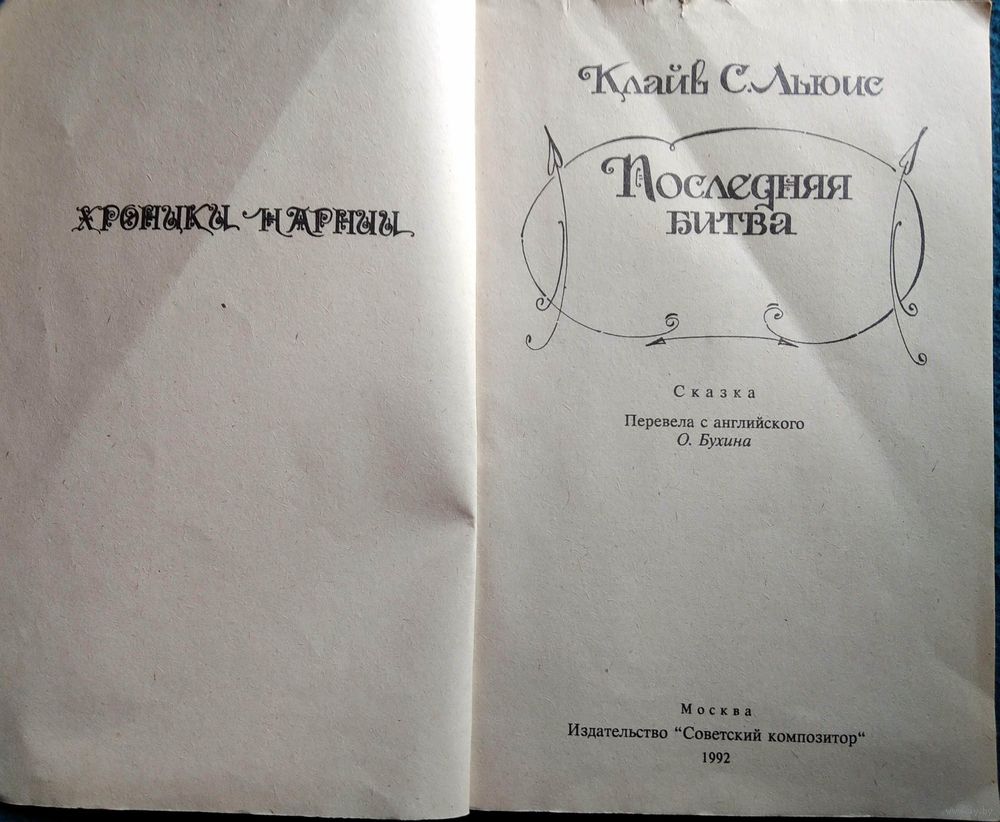 Хроники Нарнии
Клайв С. Льюис
Последняя
битва
Сказка
Перевела с английского
О. Бухина
Москва
Издательство "Советский композитор"
1992